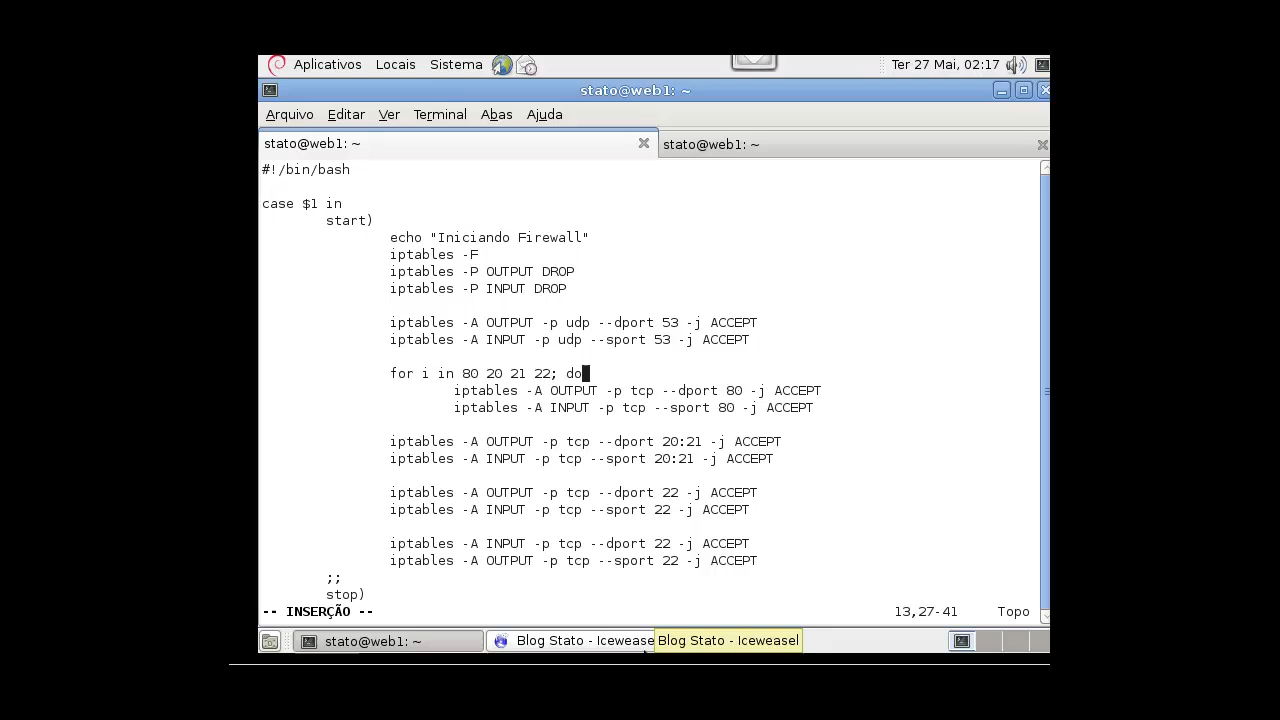 Aplicativos Locais Sistema Ter 27 Mai, 02:17
stato@web1: ~
Arquivo Editar Ver Terminal Abas Ajuda
stato@web1: ~ stato@web1: ~
#!/bin/bash
case $1 in
start)
echo "Iniciando Firewall"
iptables -F
iptables -P OUTPUT DROP
iptables -P INPUT DROP
iptables -A OUTPUT -p udp --dport 53 -j ACCEPT
iptables -A INPUT -p udp --sport 53 -j ACCEPT
for i in 80 20 21 22; do
iptables -A OUTPUT -p tcp --dport 80 -j ACCEPT
iptables -A INPUT -p tcp --sport 80 -j ACCEPT
iptables -A OUTPUT -p tcp --dport 20:21 -j ACCEPT
iptables -A INPUT -p tcp --sport 20:21 -j ACCEPT
iptables -A OUTPUT -p tcp --dport 22 -j ACCEPT
iptables -A INPUT -p tcp --sport 22 -j ACCEPT
iptables -A INPUT -p tcp --dport 22 -j ACCEPT
iptables -A OUTPUT -p tcp --sport 22 -j ACCEPT
;;
stop)
-- INSERÇÃO -- 13,27-41 Topo
stato@web1: ~ Blog Stato - Icewease Blog Stato - Iceweasel